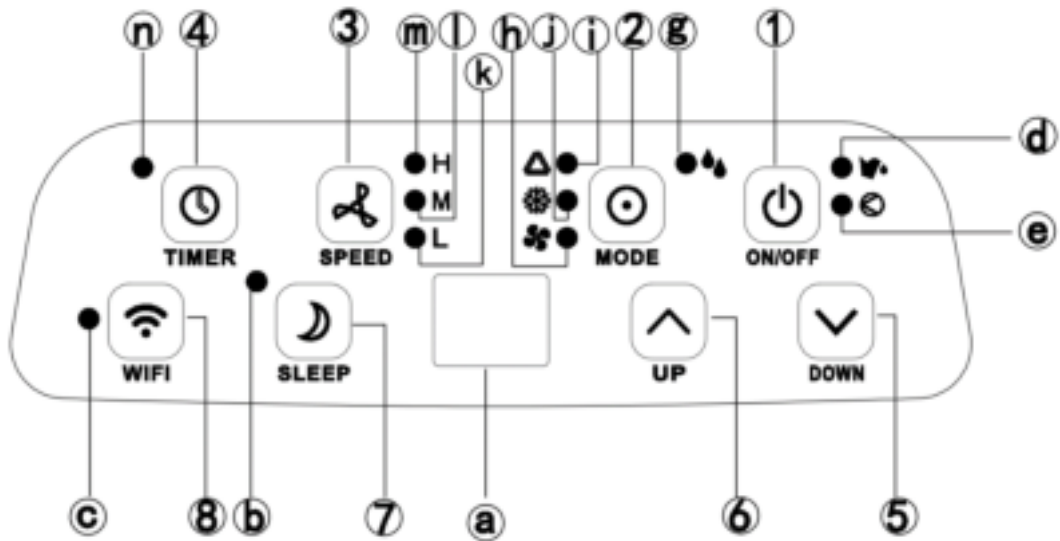 ⓝ ④ ③ ⓜ ⓛ ⓗ ⓙ ⓘ ② ⓖ ①
ⓚ
ⓓ
H
M
L
TIMER SPEED MODE ON/OFF
ⓔ
WIFI SLEEP UP DOWN
ⓒ ⑧ ⓑ ⑦ ⓐ ⑥ ⑤